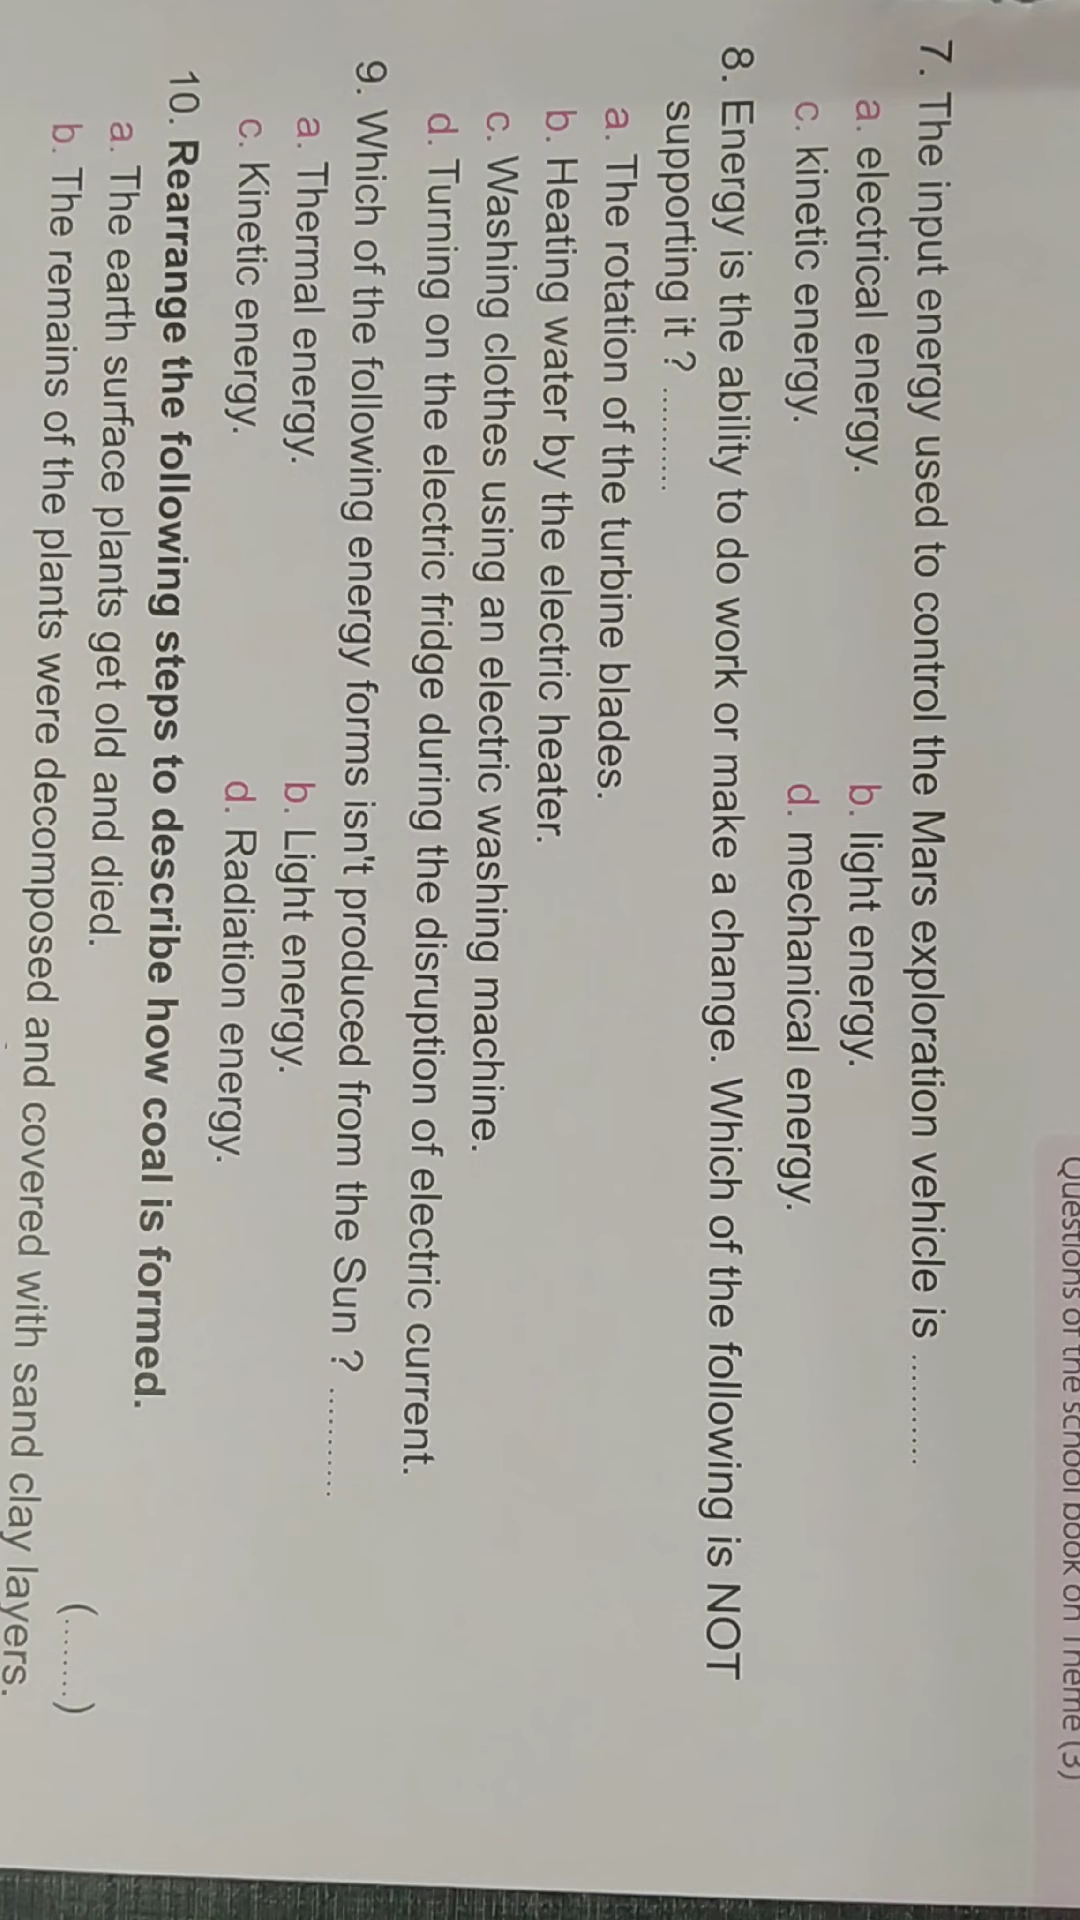 Questions of the school book on Theme (3)
7. The input energy used to control the Mars exploration vehicle is ..........
a. electrical energy. b. light energy.
c. kinetic energy. d. mechanical energy.
8. Energy is the ability to do work or make a change. Which of the following is NOT
supporting it ? ..........
a. The rotation of the turbine blades.
b. Heating water by the electric heater.
c. Washing clothes using an electric washing machine.
d. Turning on the electric fridge during the disruption of electric current.
9. Which of the following energy forms isn't produced from the Sun ? ..........
a. Thermal energy. b. Light energy.
c. Kinetic energy. d. Radiation energy.
10. Rearrange the following steps to describe how coal is formed.
a. The earth surface plants get old and died. (........)
b. The remains of the plants were decomposed and covered with sand clay layers.